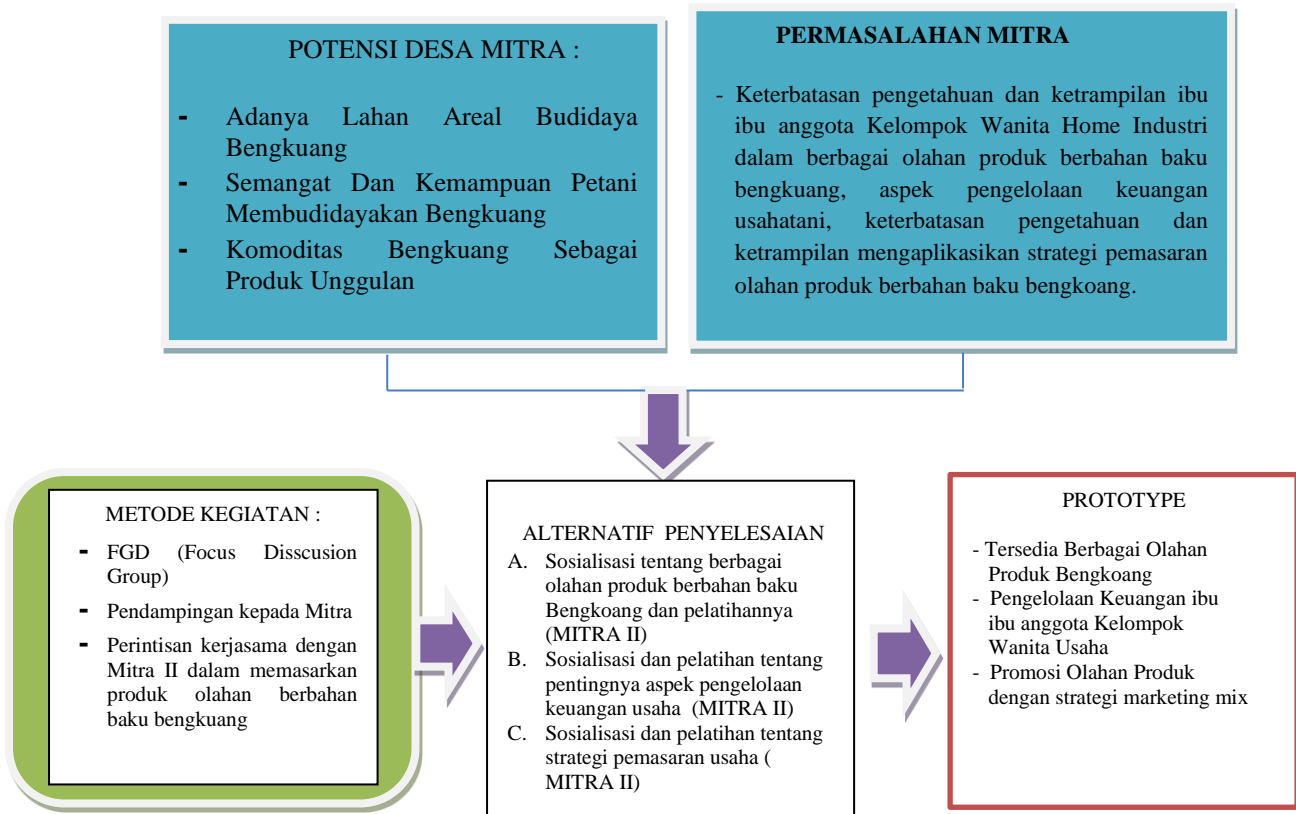 POTENSI DESA MITRA :
- Adanya Lahan Areal Budidaya
Bengkuang
- Semangat Dan Kemampuan Petani
Membudidayakan Bengkuang
- Komoditas Bengkuang Sebagai
Produk Unggulan
PERMASALAHAN MITRA
- Keterbatasan pengetahuan dan ketrampilan ibu
ibu anggota Kelompok Wanita Home Industri
dalam berbagai olahan produk berbahan baku
bengkuang, aspek pengelolaan keuangan
usahatani, keterbatasan pengetahuan dan
ketrampilan mengaplikasikan strategi pemasaran
olahan produk berbahan baku bengkoang.
METODE KEGIATAN :
- FGD (Focus Disscusion
Group)
- Pendampingan kepada Mitra
- Perintisan kerjasama dengan
Mitra II dalam memasarkan
produk olahan berbahan
baku bengkuang
ALTERNATIF PENYELESAIAN
A. Sosialisasi tentang berbagai
olahan produk berbahan baku
Bengkoang dan pelatihannya
(MITRA II)
B. Sosialisasi dan pelatihan tentang
pentingnya aspek pengelolaan
keuangan usaha (MITRA II)
C. Sosialisasi dan pelatihan tentang
strategi pemasaran usaha (
MITRA II)
PROTOTYPE
- Tersedia Berbagai Olahan
Produk Bengkoang
- Pengelolaan Keuangan ibu
ibu anggota Kelompok
Wanita Usaha
- Promosi Olahan Produk
dengan strategi marketing mix